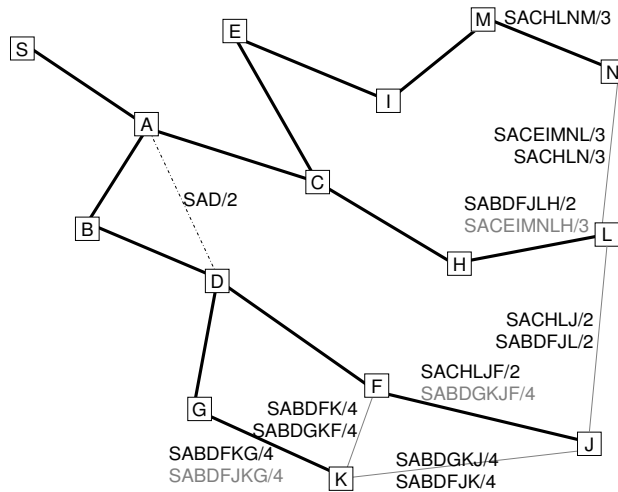 M
SACHLNM/3
E
S
N
I
A
SACEIMNL/3
SACHLN/3
C
SAD/2
SABDFJLH/2
SACEIMNLH/3
B
L
H
D
SACHLJ/2
SABDFJL/2
SACHLJF/2
SABDGKJF/4
F
SABDFK/4
SABDGKF/4
G
J
SABDFKG/4
SABDFJKG/4
K
SABDGKJ/4
SABDFJK/4